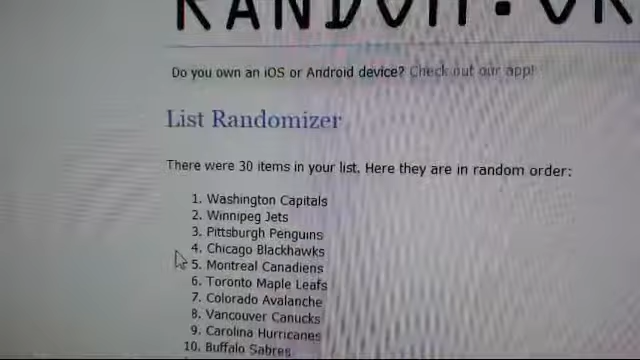 RANDOM.OR
Do you own an iOS or Android device? Check out our app!
List Randomizer
There were 30 items in your list. Here they are in random order:
1. Washington Capitals
2. Winnipeg Jets
3. Pittsburgh Penguins
4. Chicago Blackhawks
5. Montreal Canadiens
6. Toronto Maple Leafs
7. Colorado Avalanche
8. Vancouver Canucks
9. Carolina Hurricanes
10. Buffalo Sabres